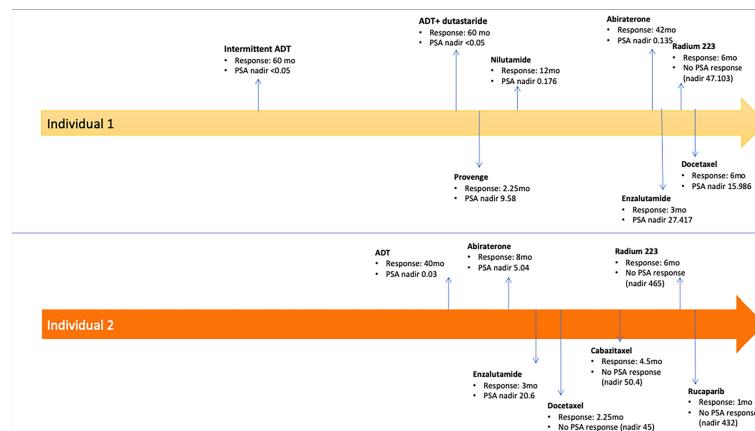 Intermittent ADT
• Response: 60 mo
• PSA nadir <0.05
ADT+ dutastaride
• Response: 60 mo
• PSA nadir <0.05
Nilutamide
• Response: 12mo
• PSA nadir 0.176
Abiraterone
• Response: 42mo
• PSA nadir 0.135
Radium 223
• Response: 6mo
• No PSA response
(nadir 47.103)
Individual 1
Provenge
• Response: 2.25mo
• PSA nadir 9.58
Enzalutamide
• Response: 3mo
• PSA nadir 27.417
Docetaxel
• Response: 6mo
• PSA nadir 15.986
ADT
• Response: 40mo
• PSA nadir 0.03
Abiraterone
• Response: 8mo
• PSA nadir 5.04
Radium 223
• Response: 6mo
• No PSA response
(nadir 465)
Individual 2
Enzalutamide
• Response: 3mo
• PSA nadir 20.6
Docetaxel
• Response: 2.25mo
• No PSA response (nadir 45)
Cabazitaxel
• Response: 4.5mo
• No PSA response
(nadir 50.4)
Rucaparib
• Response: 1mo
• No PSA response
(nadir 432)